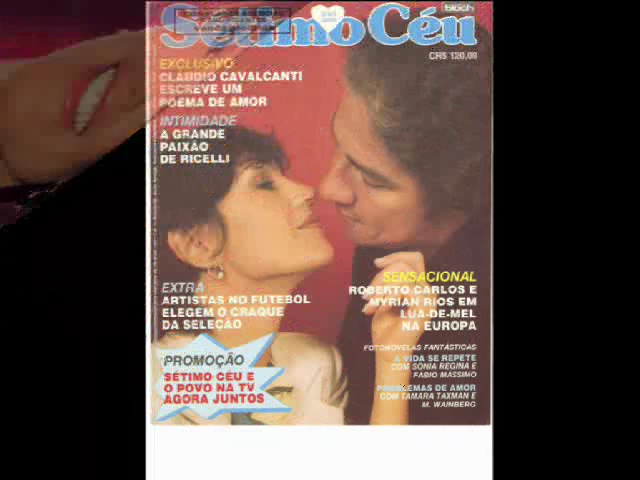 Sétimo Céu
CR$ 120,00
EXCLUSIVO
CLAUDIO CAVALCANTI
ESCREVE UM
POEMA DE AMOR
INTIMIDADE
A GRANDE
PAIXÃO
DE RICELLI
SENSACIONAL
ROBERTO CARLOS E
MYRIAN RIOS EM
LUA-DE-MEL
NA EUROPA
EXTRA
ARTISTAS NO FUTEBOL
ELEGEM O CRAQUE
DA SELEÇÃO
FOTONOVELAS FANTÁSTICAS
A VIDA SE REPETE
COM SÔNIA REGINA E
FABIO MASSIMO
PROBLEMAS DE AMOR
COM TAMARA TAXMAN E
M. WAINBERG
PROMOÇÃO
SÉTIMO CÉU E
O POVO NA TV
AGORA JUNTOS